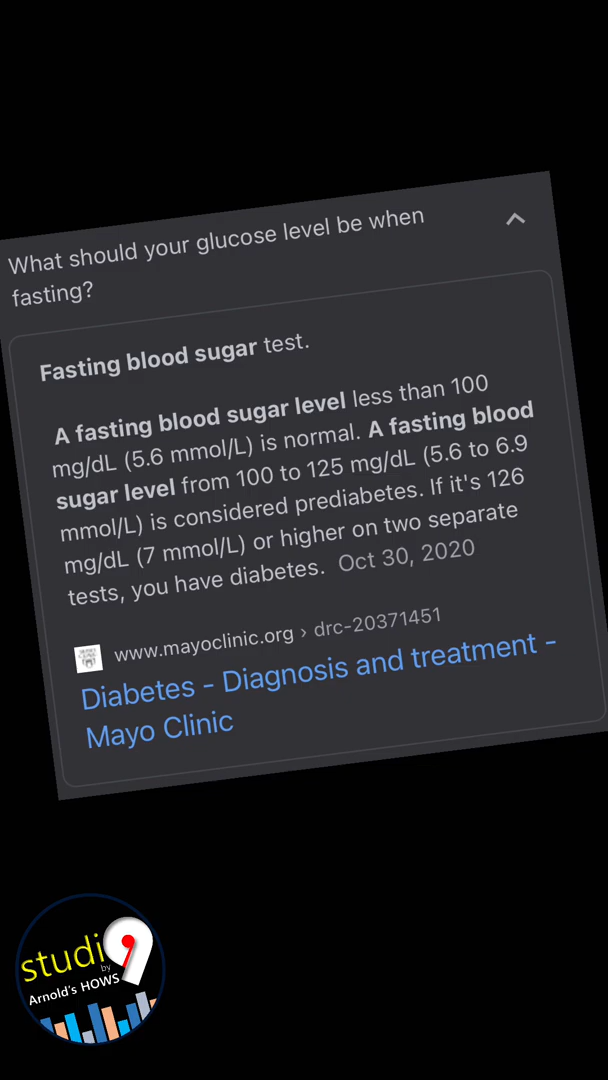 What should your glucose level be when
fasting?
Fasting blood sugar test.
A fasting blood sugar level less than 100
mg/dL (5.6 mmol/L) is normal. A fasting blood
sugar level from 100 to 125 mg/dL (5.6 to 6.9
mmol/L) is considered prediabetes. If it's 126
mg/dL (7 mmol/L) or higher on two separate
tests, you have diabetes. Oct 30, 2020
www.mayoclinic.org › drc-20371451
Diabetes - Diagnosis and treatment -
Mayo Clinic
studi9
by
Arnold's HOWS